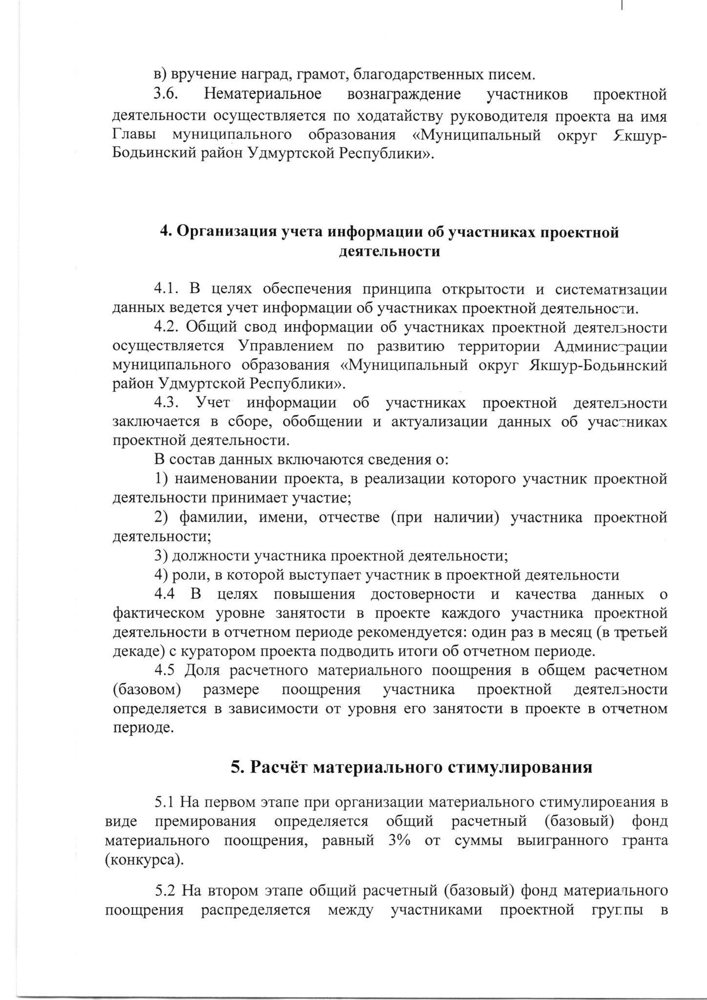 в) вручение наград, грамот, благодарственных писем.
3.6. Нематериальное вознаграждение участников проектной
деятельности осуществляется по ходатайству руководителя проекта на имя
Главы муниципального образования «Муниципальный округ Якшур-
Бодьинский район Удмуртской Республики».
4. Организация учета информации об участниках проектной
деятельности
4.1. В целях обеспечения принципа открытости и систематизации
данных ведется учет информации об участниках проектной деятельности.
4.2. Общий свод информации об участниках проектной деятельности
осуществляется Управлением по развитию территории Администрации
муниципального образования «Муниципальный округ Якшур-Бодьинский
район Удмуртской Республики».
4.3. Учет информации об участниках проектной деятельности
заключается в сборе, обобщении и актуализации данных об участниках
проектной деятельности.
В состав данных включаются сведения о:
1) наименовании проекта, в реализации которого участник проектной
деятельности принимает участие;
2) фамилии, имени, отчестве (при наличии) участника проектной
деятельности;
3) должности участника проектной деятельности;
4) роли, в которой выступает участник в проектной деятельности
4.4 В целях повышения достоверности и качества данных о
фактическом уровне занятости в проекте каждого участника проектной
деятельности в отчетном периоде рекомендуется: один раз в месяц (в третьей
декаде) с куратором проекта подводить итоги об отчетном периоде.
4.5 Доля расчетного материального поощрения в общем расчетном
(базовом) размере поощрения участника проектной деятельности
определяется в зависимости от уровня его занятости в проекте в отчетном
периоде.
5. Расчёт материального стимулирования
5.1 На первом этапе при организации материального стимулирования в
виде премирования определяется общий расчетный (базовый) фонд
материального поощрения, равный 3% от суммы выигранного гранта
(конкурса).
5.2 На втором этапе общий расчетный (базовый) фонд материального
поощрения распределяется между участниками проектной группы в